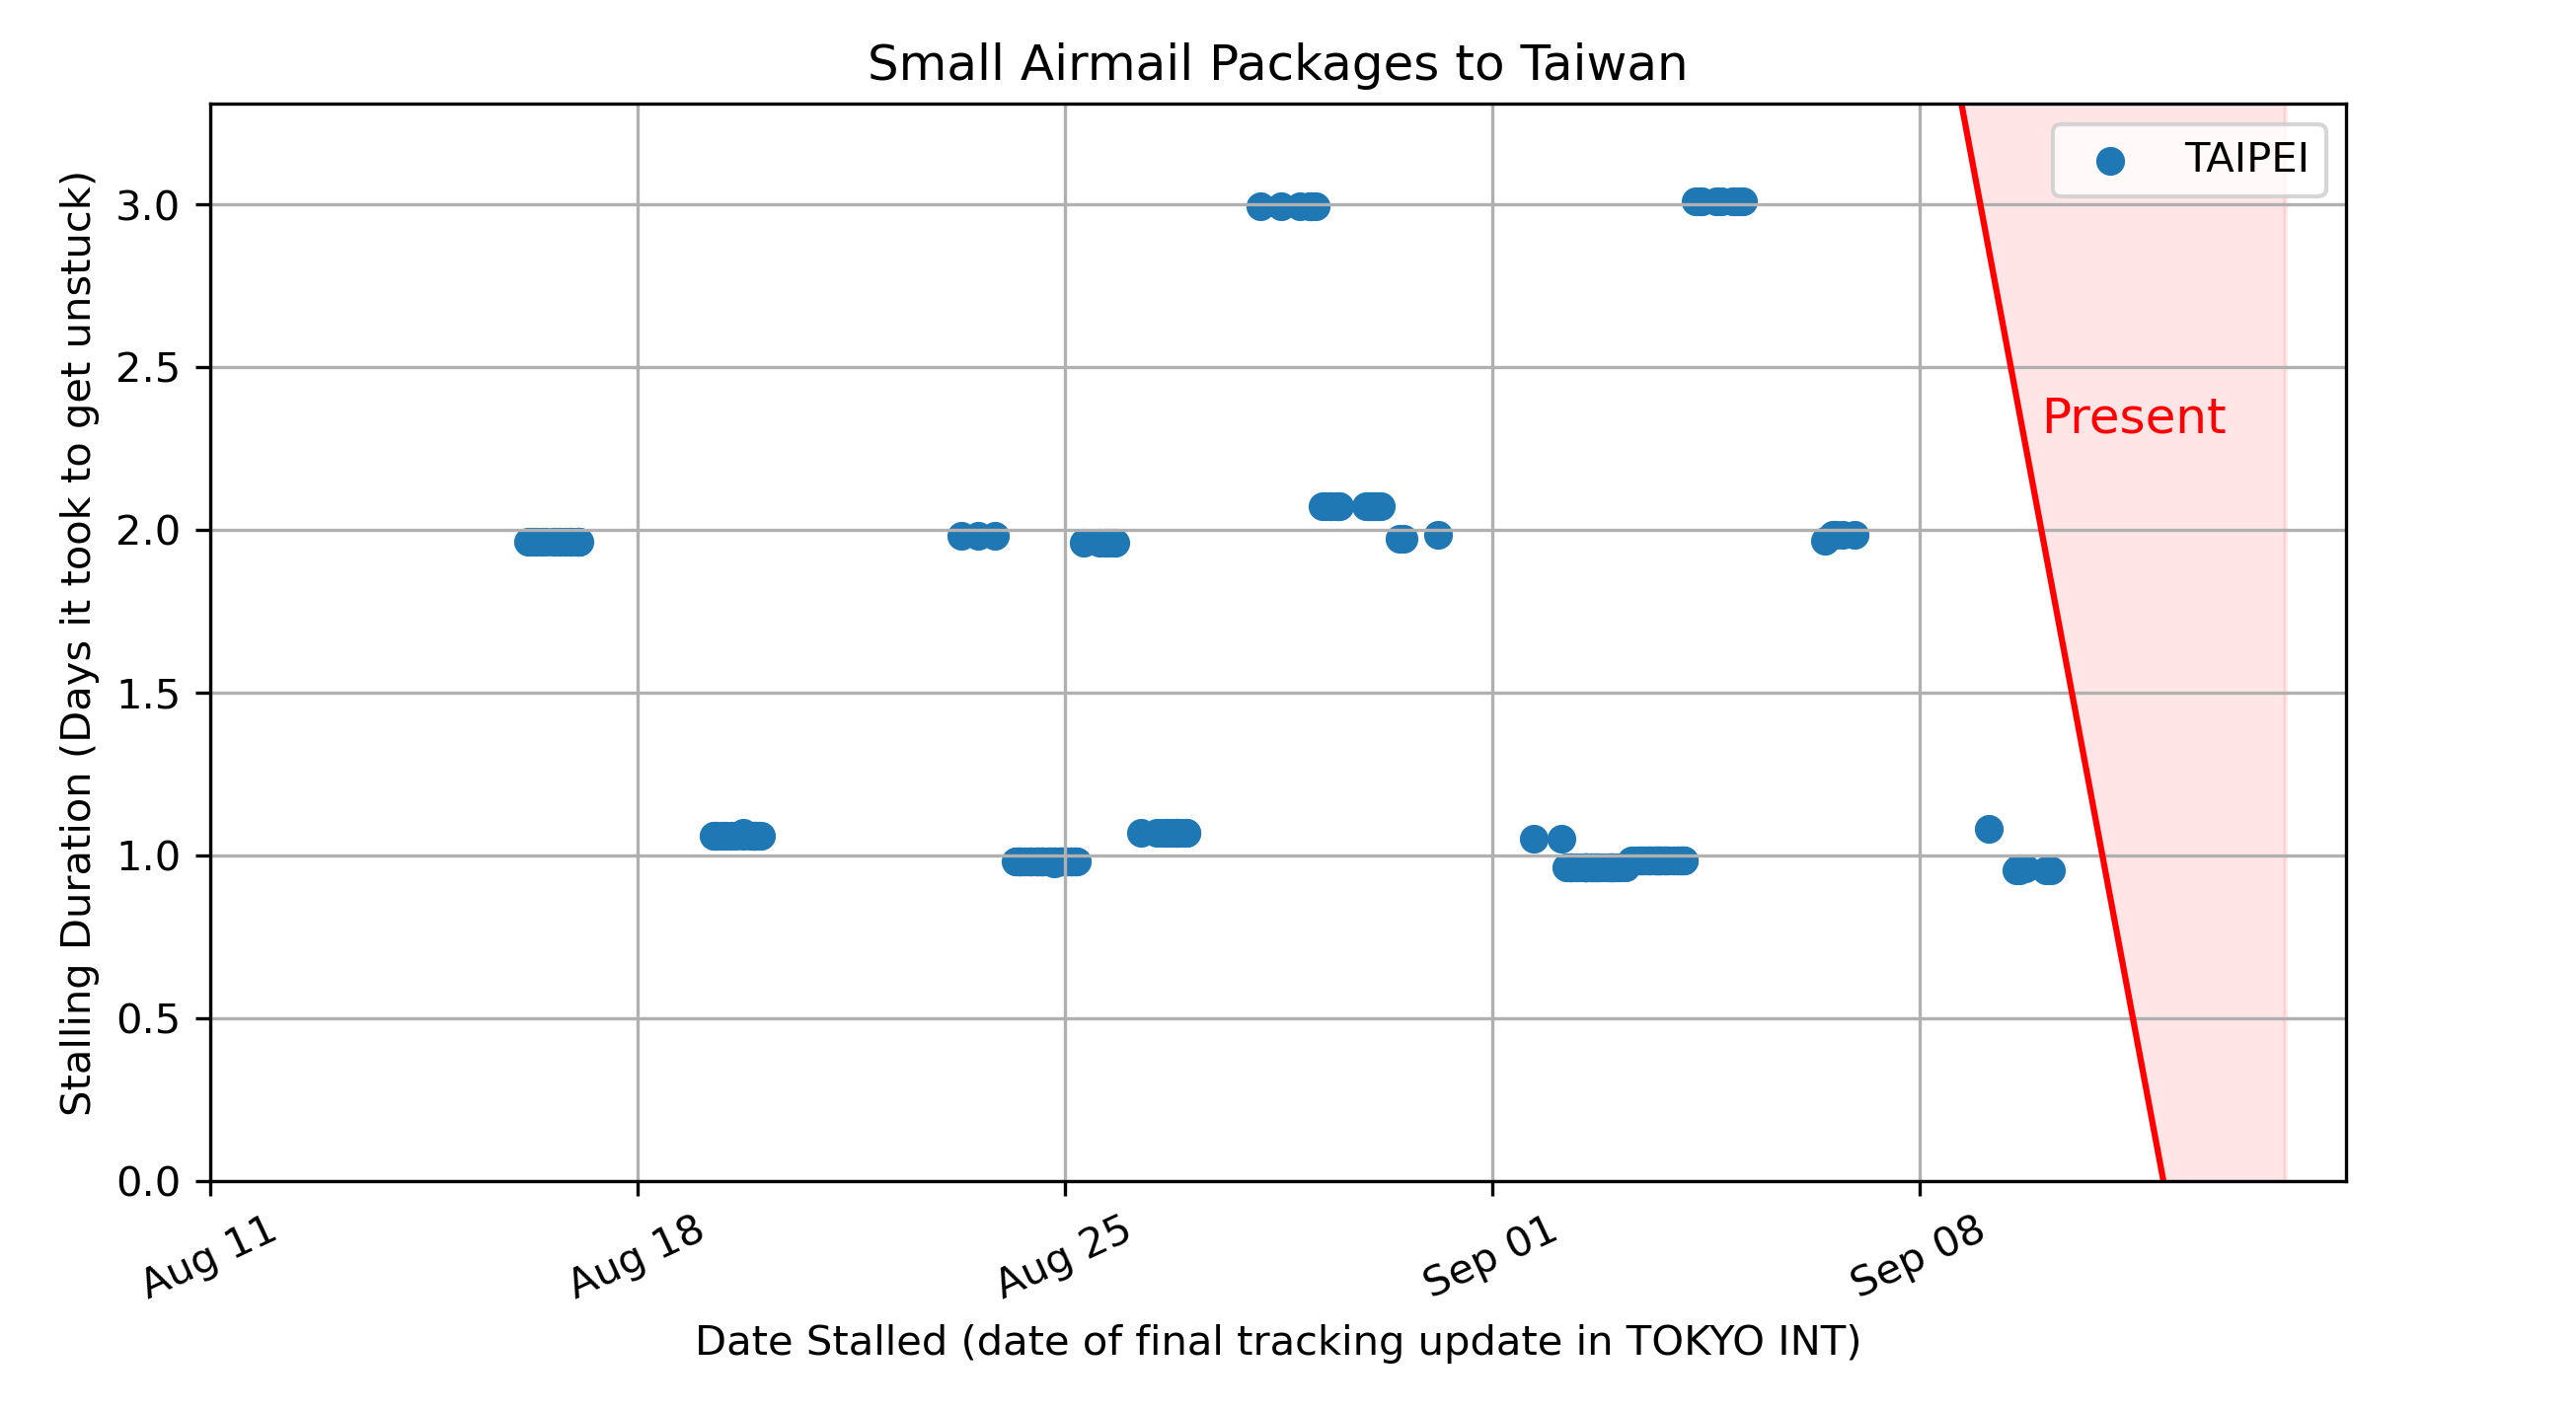 Small Airmail Packages to Taiwan
TAIPEI
Present
Stalling Duration (Days it took to get unstuck)
3.0
2.5
2.0
1.5
1.0
0.5
0.0
Aug 11
Aug 18
Aug 25
Sep 01
Sep 08
Date Stalled (date of final tracking update in TOKYO INT)